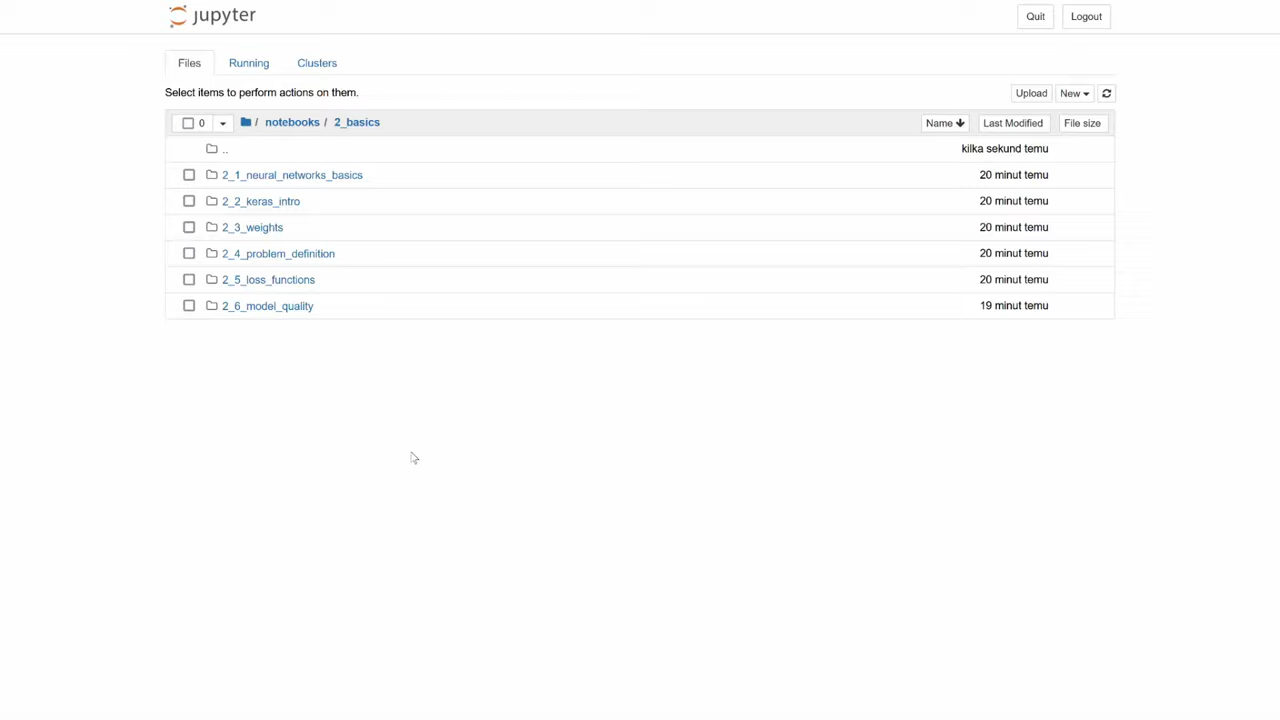 jupyter
Quit Logout
Files Running Clusters
Select items to perform actions on them.
Upload New
0 / notebooks / 2_basics Name Last Modified File size
.. kilka sekund temu
2_1_neural_networks_basics 20 minut temu
2_2_keras_intro 20 minut temu
2_3_weights 20 minut temu
2_4_problem_definition 20 minut temu
2_5_loss_functions 20 minut temu
2_6_model_quality 19 minut temu